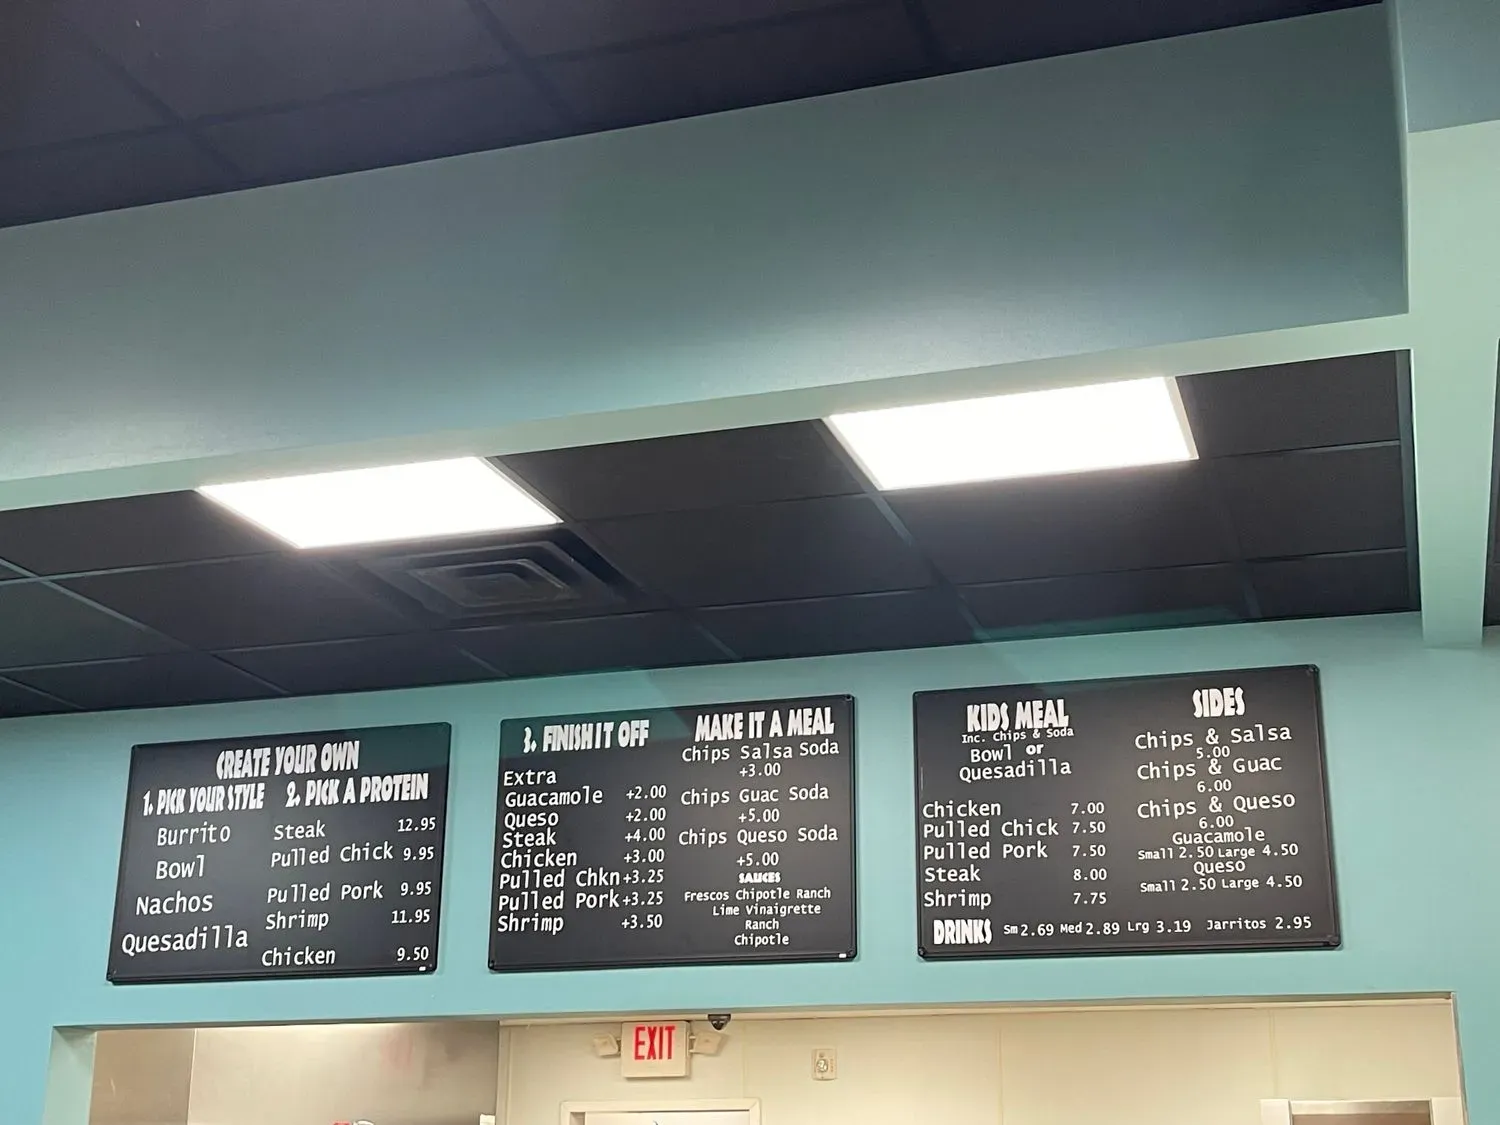 CREATE YOUR OWN
1. PICK YOUR STYLE
Burrito
Bowl
Nachos
Quesadilla
2. PICK A PROTEIN
Steak 12.95
Pulled Chick 9.95
Pulled Pork 9.95
Shrimp 11.95
Chicken 9.50
3. FINISH IT OFF
Extra
Guacamole +2.00
Queso +2.00
Steak +4.00
Chicken +3.00
Pulled Chkn +3.25
Pulled Pork +3.25
Shrimp +3.50
MAKE IT A MEAL
Chips Salsa Soda
+3.00
Chips Guac Soda
+5.00
Chips Queso Soda
+5.00
SAUCES
Frescos Chipotle Ranch
Lime Vinaigrette
Ranch
Chipotle
KIDS MEAL
Inc. Chips & Soda
Bowl or
Quesadilla
Chicken 7.00
Pulled Chick 7.50
Pulled Pork 7.50
Steak 8.00
Shrimp 7.75
SIDES
Chips & Salsa
5.00
Chips & Guac
6.00
Chips & Queso
6.00
Guacamole
Small 2.50 Large 4.50
Queso
Small 2.50 Large 4.50
DRINKS Sm 2.69 Med 2.89 Lrg 3.19 Jarritos 2.95
EXIT